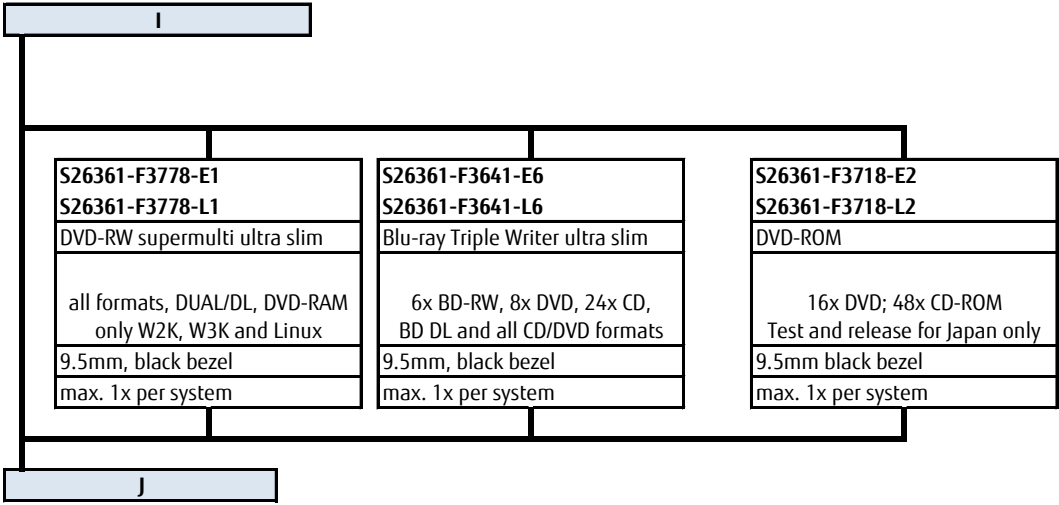 I
S26361-F3778-E1
S26361-F3778-L1
DVD-RW supermulti ultra slim
all formats, DUAL/DL, DVD-RAM
only W2K, W3K and Linux
9.5mm, black bezel
max. 1x per system
S26361-F3641-E6
S26361-F3641-L6
Blu-ray Triple Writer ultra slim
6x BD-RW, 8x DVD, 24x CD,
BD DL and all CD/DVD formats
9.5mm, black bezel
max. 1x per system
S26361-F3718-E2
S26361-F3718-L2
DVD-ROM
16x DVD; 48x CD-ROM
Test and release for Japan only
9.5mm black bezel
max. 1x per system
J